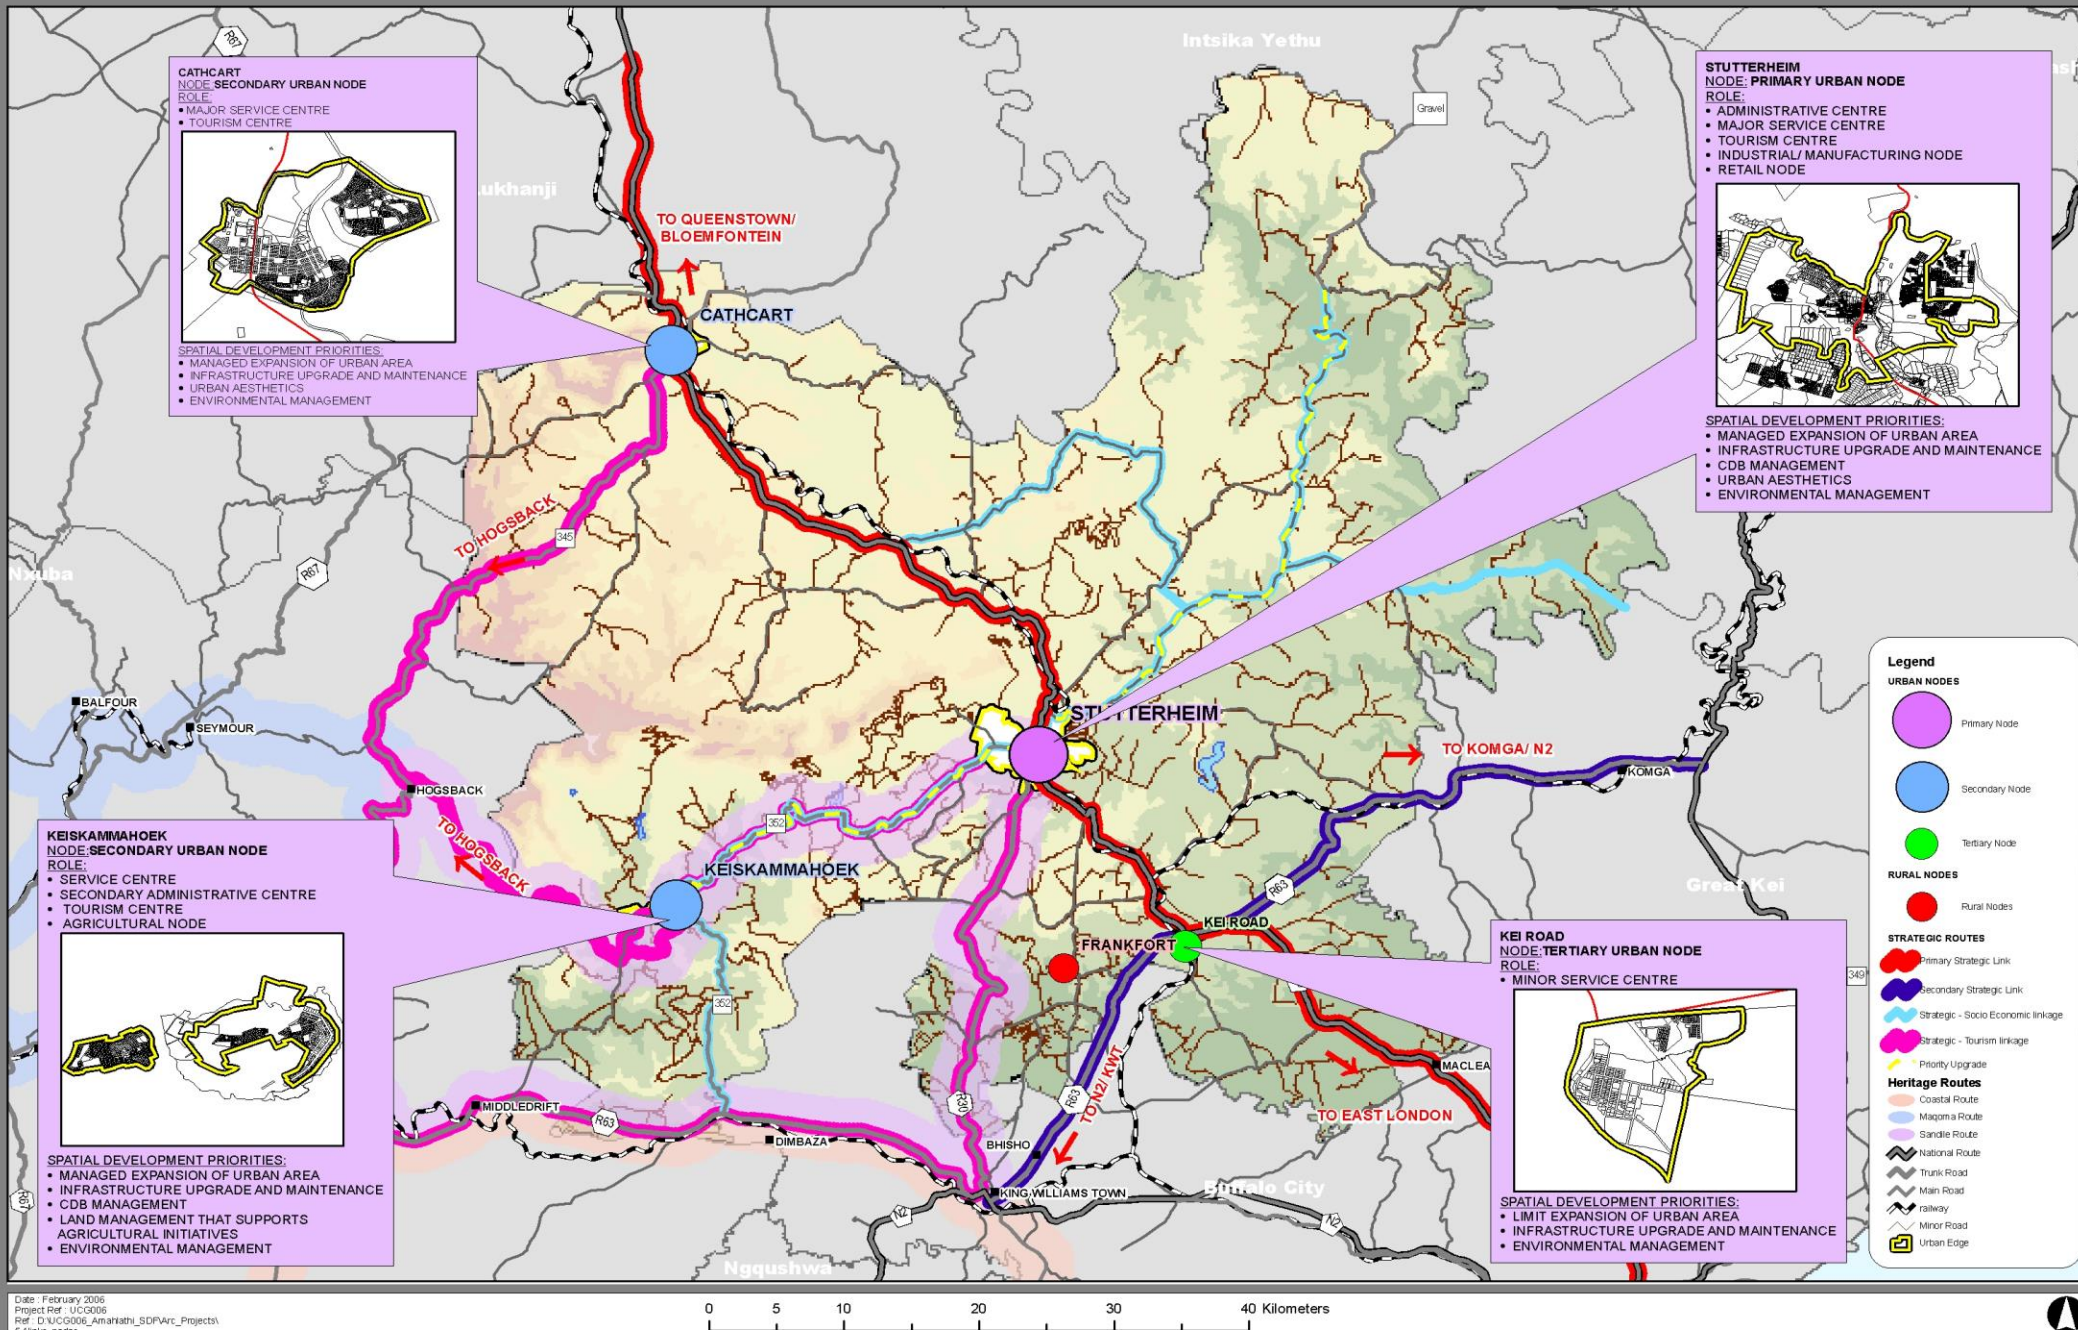 Intsika Yethu
R67
CATHCART
NODE:SECONDARY URBAN NODE
ROLE:
• MAJOR SERVICE CENTRE
• TOURISM CENTRE
SPATIAL DEVELOPMENT PRIORITIES:
• MANAGED EXPANSION OF URBAN AREA
• INFRASTRUCTURE UPGRADE AND MAINTENANCE
• URBAN AESTHETICS
• ENVIRONMENTAL MANAGEMENT
STUTTERHEIM
NODE: PRIMARY URBAN NODE
ROLE:
• ADMINISTRATIVE CENTRE
• MAJOR SERVICE CENTRE
• TOURISM CENTRE
• INDUSTRIAL/ MANUFACTURING NODE
• RETAIL NODE
SPATIAL DEVELOPMENT PRIORITIES:
• MANAGED EXPANSION OF URBAN AREA
• INFRASTRUCTURE UPGRADE AND MAINTENANCE
• CDB MANAGEMENT
• URBAN AESTHETICS
• ENVIRONMENTAL MANAGEMENT
Gravel
ukhanji
TO QUEENSTOWN/
BLOEMFONTEIN
CATHCART
TO HOGSBACK
345
R67
Nxuba
BALFOUR
SEYMOUR
HOGSBACK
TO HOGSBACK
STUTTERHEIM
TO KOMGA/ N2
KOMGA
352
KEISKAMMAHOEK
R63
Great Kei
KEI ROAD
FRANKFORT
349
352
KEISKAMMAHOEK
NODE:SECONDARY URBAN NODE
ROLE:
• SERVICE CENTRE
• SECONDARY ADMINISTRATIVE CENTRE
• TOURISM CENTRE
• AGRICULTURAL NODE
SPATIAL DEVELOPMENT PRIORITIES:
• MANAGED EXPANSION OF URBAN AREA
• INFRASTRUCTURE UPGRADE AND MAINTENANCE
• CDB MANAGEMENT
• LAND MANAGEMENT THAT SUPPORTS
AGRICULTURAL INITIATIVES
• ENVIRONMENTAL MANAGEMENT
KEI ROAD
NODE:TERTIARY URBAN NODE
ROLE:
• MINOR SERVICE CENTRE
SPATIAL DEVELOPMENT PRIORITIES:
• LIMIT EXPANSION OF URBAN AREA
• INFRASTRUCTURE UPGRADE AND MAINTENANCE
• ENVIRONMENTAL MANAGEMENT
MACLEA
TO EAST LONDON
TO N2/ KWT
R63
R30
MIDDLEDRIFT
R63
DIMBAZA
BHISHO
KING WILLIAMS TOWN
Buffalo City
N2
N2
R67
Ngqushwa
Legend
URBAN NODES
Primary Node
Secondary Node
Tertiary Node
RURAL NODES
Rural Nodes
STRATEGIC ROUTES
Primary Strategic Link
Secondary Strategic Link
Strategic - Socio Economic linkage
Strategic - Tourism linkage
Priority Upgrade
Heritage Routes
Coastal Route
Maqoma Route
Sandile Route
National Route
Trunk Road
Main Road
railway
Minor Road
Urban Edge
Date : February 2006
Project Ref : UCG006
Ref : D:\UCG006_Amahlathi_SDF\Arc_Projects\
0 5 10 20 30 40 Kilometers